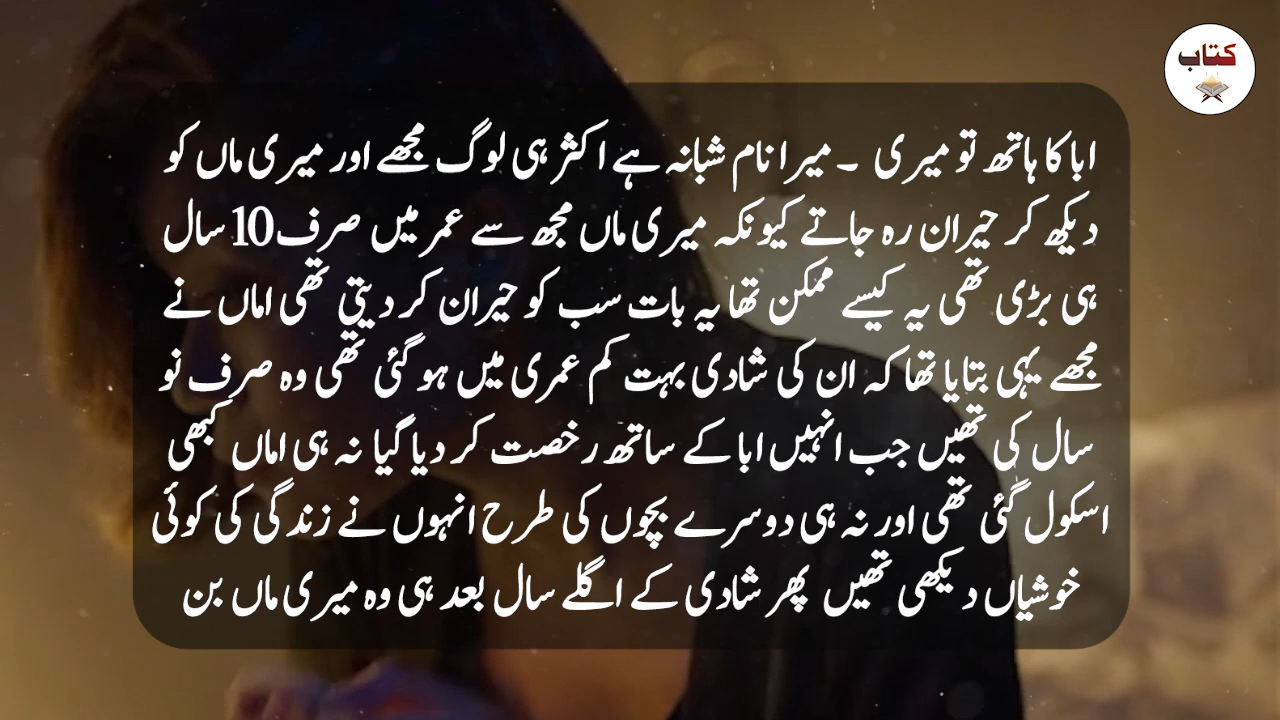 کتاب
ابا کا ہاتھ تو میری ۔ میرا نام شبانہ ہے اکثر ہی لوگ مجھے اور میری ماں کو
دیکھ کر حیران رہ جاتے کیونکہ میری ماں مجھ سے عمر میں صرف 10 سال
ہی بڑی تھی یہ کیسے ممکن تھا یہ بات سب کو حیران کر دیتی تھی اماں نے
مجھے یہی بتایا تھا کہ ان کی شادی بہت کم عمری میں ہو گئی تھی وہ صرف نو
سال کی تھیں جب انہیں ابا کے ساتھ رخصت کر دیا گیا نہ ہی اماں کبھی
اسکول گئی تھی اور نہ ہی دوسرے بچوں کی طرح انہوں نے زندگی کی کوئی
خوشیاں دیکھی تھیں پھر شادی کے اگلے سال بعد ہی وہ میری ماں بن